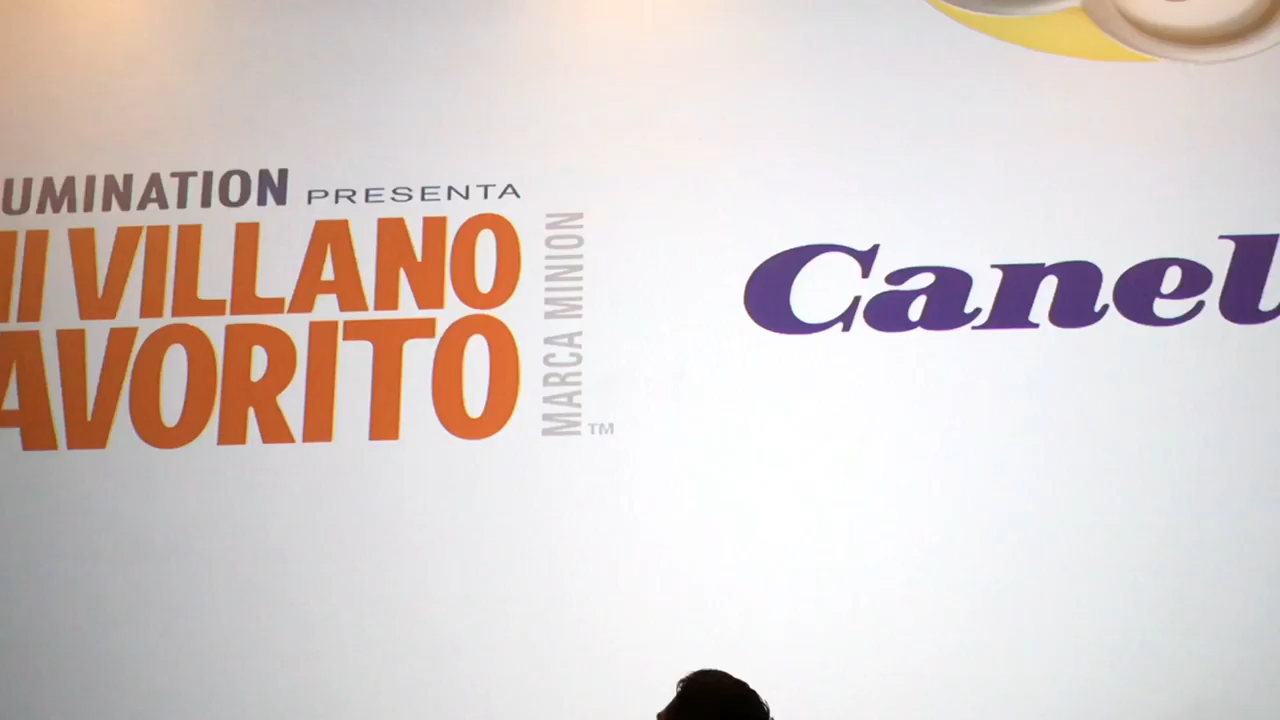 UMINATION PRESENTA
II VILLANO
AVORITO
MARCA MINION
TM
Canel